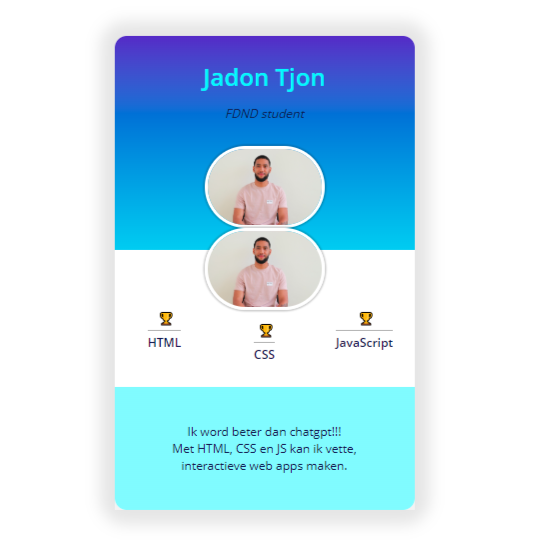 Jadon Tjon
FDND student
HTML
CSS
JavaScript
Ik word beter dan chatgpt!!!
Met HTML, CSS en JS kan ik vette,
interactieve web apps maken.